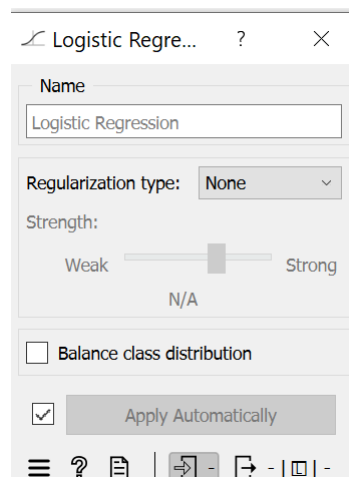 Logistic Regre... ? ×
Name
Logistic Regression
Regularization type: None
Strength:
Weak Strong
N/A
Balance class distribution
Apply Automatically
? - - | L | -